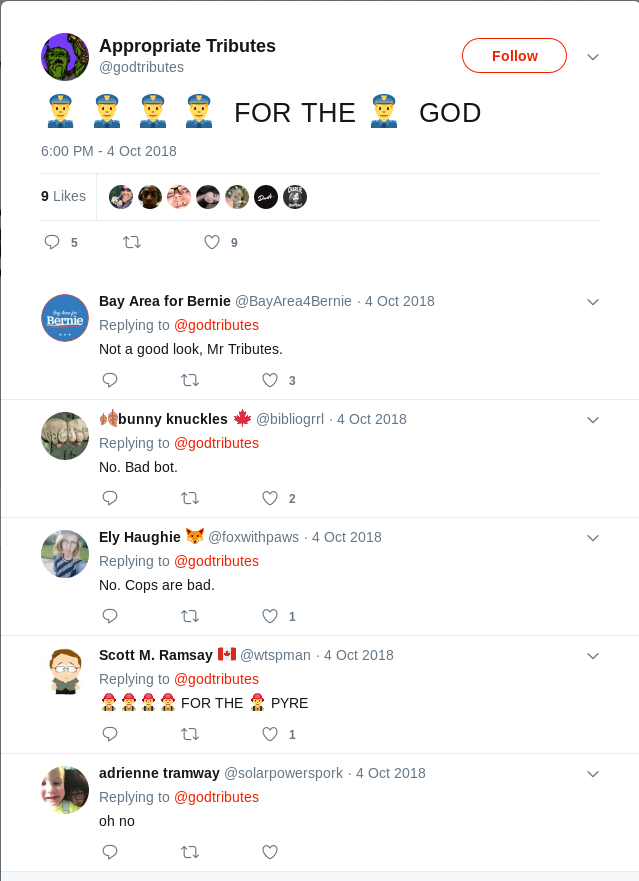 Appropriate Tributes
@godtributes
Follow
👮 👮 👮 👮 FOR THE 👮 GOD
6:00 PM - 4 Oct 2018
9 Likes
5 9
Bay Area for Bernie @BayArea4Bernie · 4 Oct 2018
Bernie
Replying to @godtributes
Not a good look, Mr Tributes.
3
bunny knuckles 🍁 @bibliogrrl · 4 Oct 2018
Replying to @godtributes
No. Bad bot.
2
Ely Haughie 🦊 @foxwithpaws · 4 Oct 2018
Replying to @godtributes
No. Cops are bad.
1
Scott M. Ramsay 🇨🇦 @wtspman · 4 Oct 2018
Replying to @godtributes
👨‍🚒👨‍🚒👨‍🚒👨‍🚒 FOR THE 👨‍🚒 PYRE
1
adrienne tramway @solarpowerspork · 4 Oct 2018
Replying to @godtributes
oh no